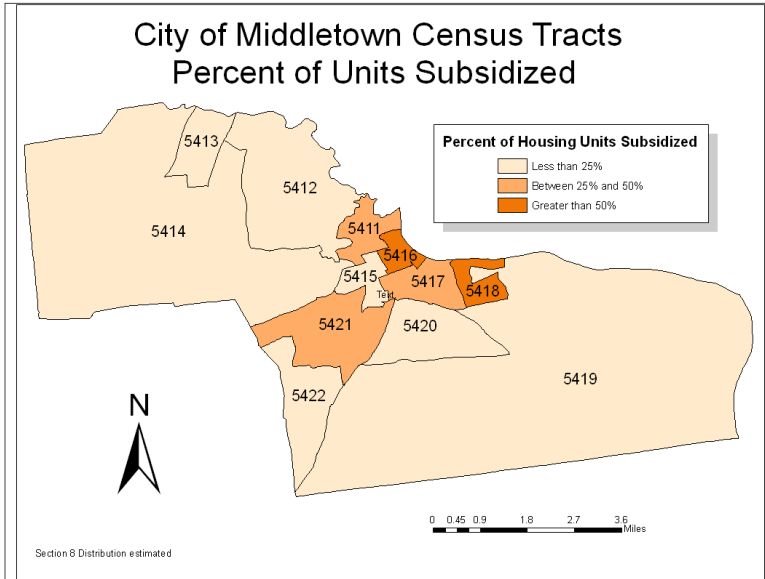 City of Middletown Census Tracts
Percent of Units Subsidized
Percent of Housing Units Subsidized
Less than 25%
Between 25% and 50%
Greater than 50%
5413
5412
5414
5411
5416
5415
5417
5418
5421
5420
5419
5422
N
0 0.45 0.9 1.8 2.7 3.6
Miles
Section 8 Distribution estimated